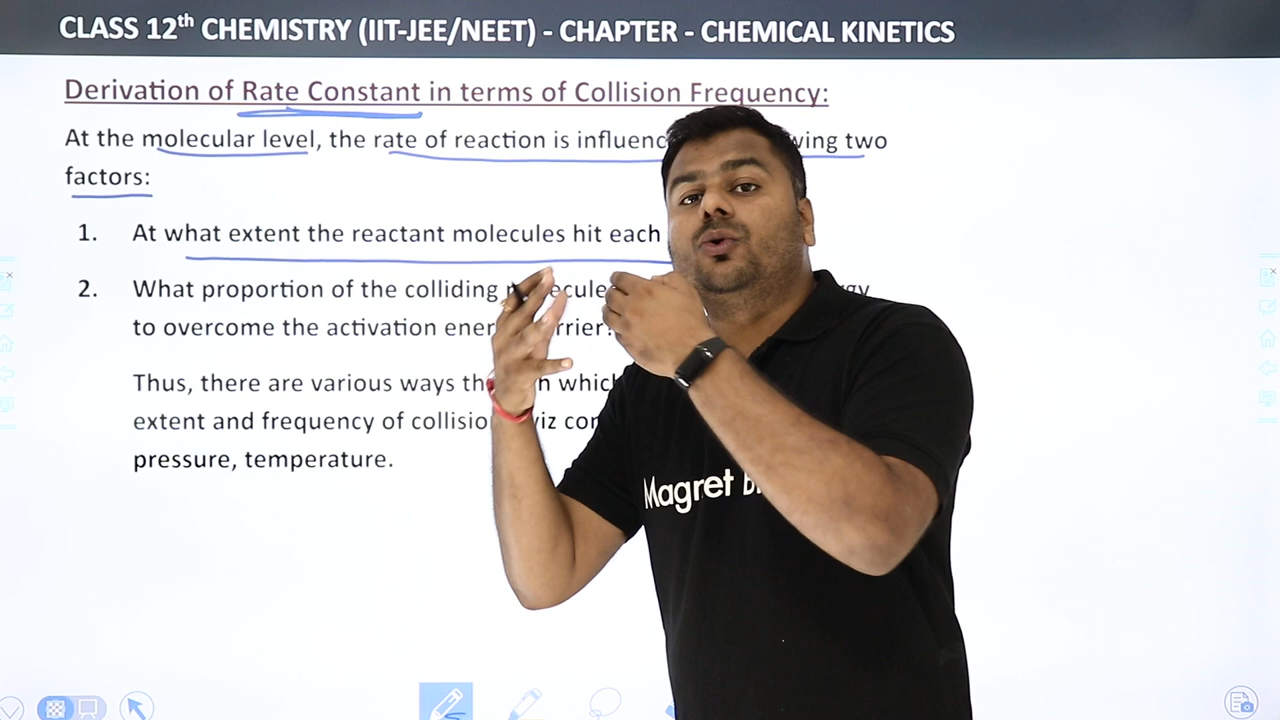 CLASS 12th CHEMISTRY (IIT-JEE/NEET) - CHAPTER - CHEMICAL KINETICS
Derivation of Rate Constant in terms of Collision Frequency:
At the molecular level, the rate of reaction is two
factors:
1. At what extent the reactant molecules hit each
2. What proportion of the colliding
to overcome the activation
Thus, there are various ways
extent and frequency of
pressure, temperature.
Magret